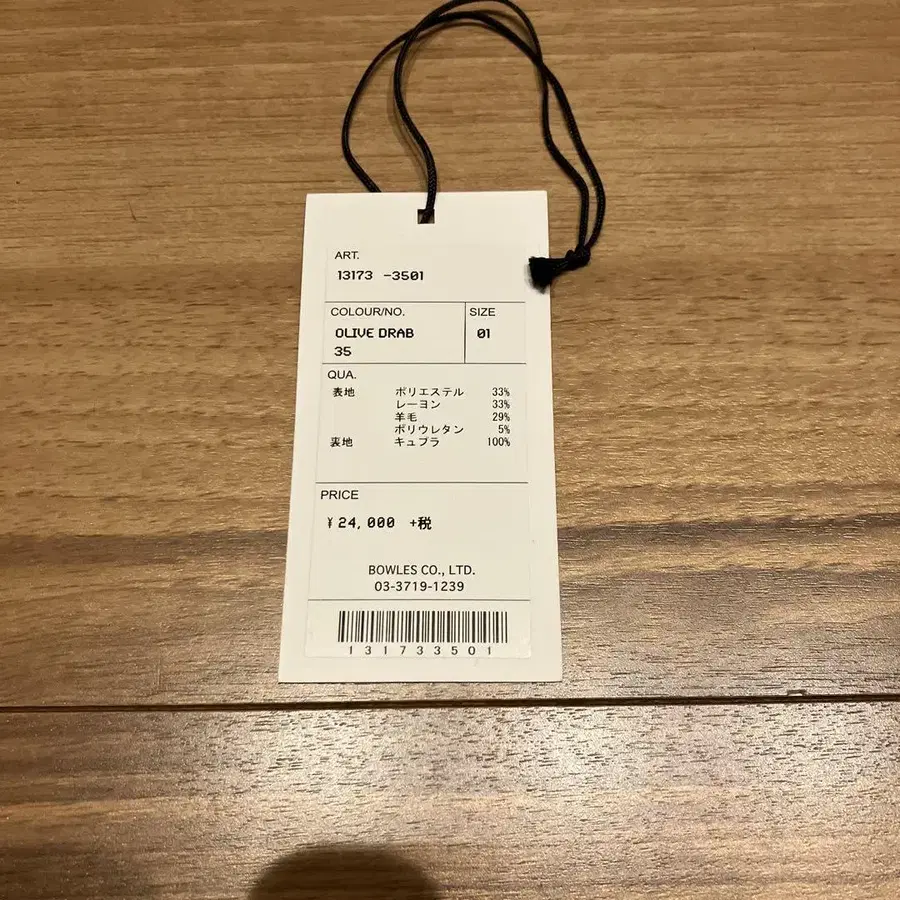 ART.
13173 -3501
COLOUR/NO.
OLIVE DRAB
35
SIZE
01
QUA.
表地 ポリエステル 33%
レーヨン 33%
羊毛 29%
ポリウレタン 5%
裏地 キュプラ 100%
PRICE
¥24,000 +税
BOWLES CO., LTD.
03-3719-1239
131733501